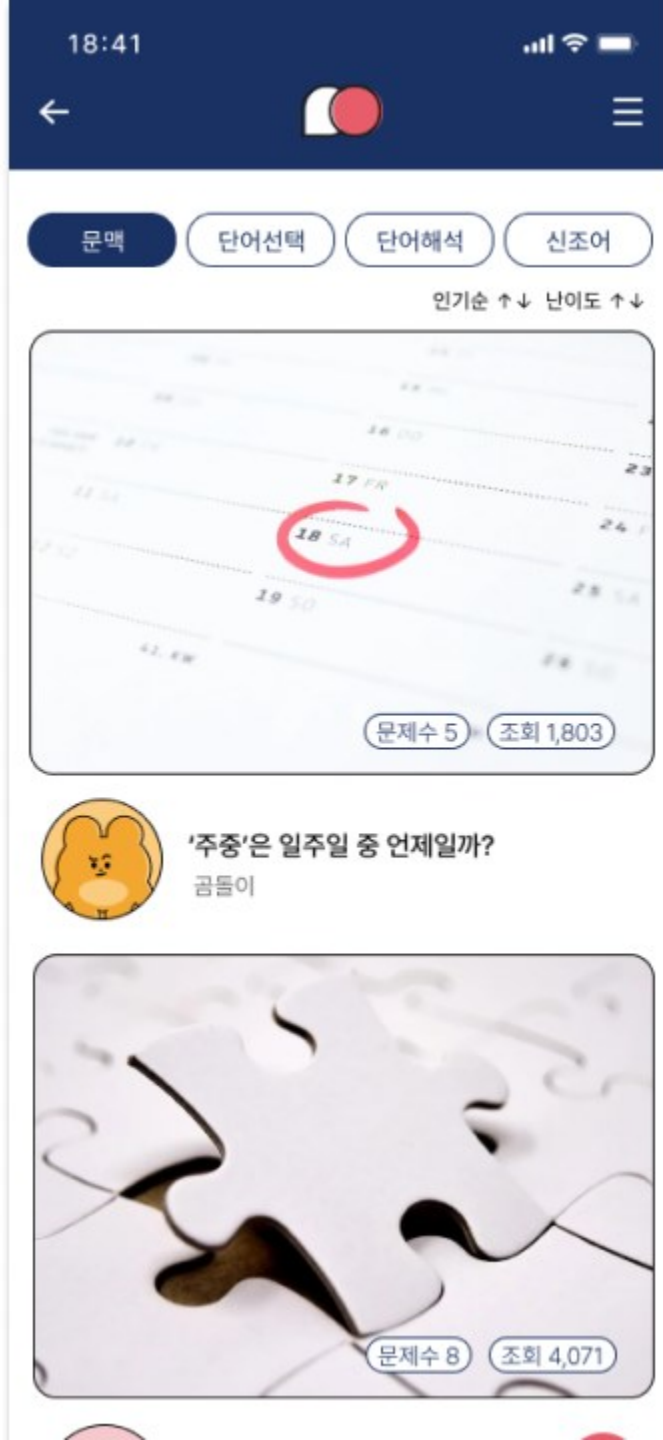 18:41
문맥 단어선택 단어해석 신조어
인기순 ↑↓ 난이도 ↑↓
16
17 FR
23
18 SA
24
19 SO
25
문제수 5 조회 1,803
'주중'은 일주일 중 언제일까?
곰돌이
문제수 8 조회 4,071